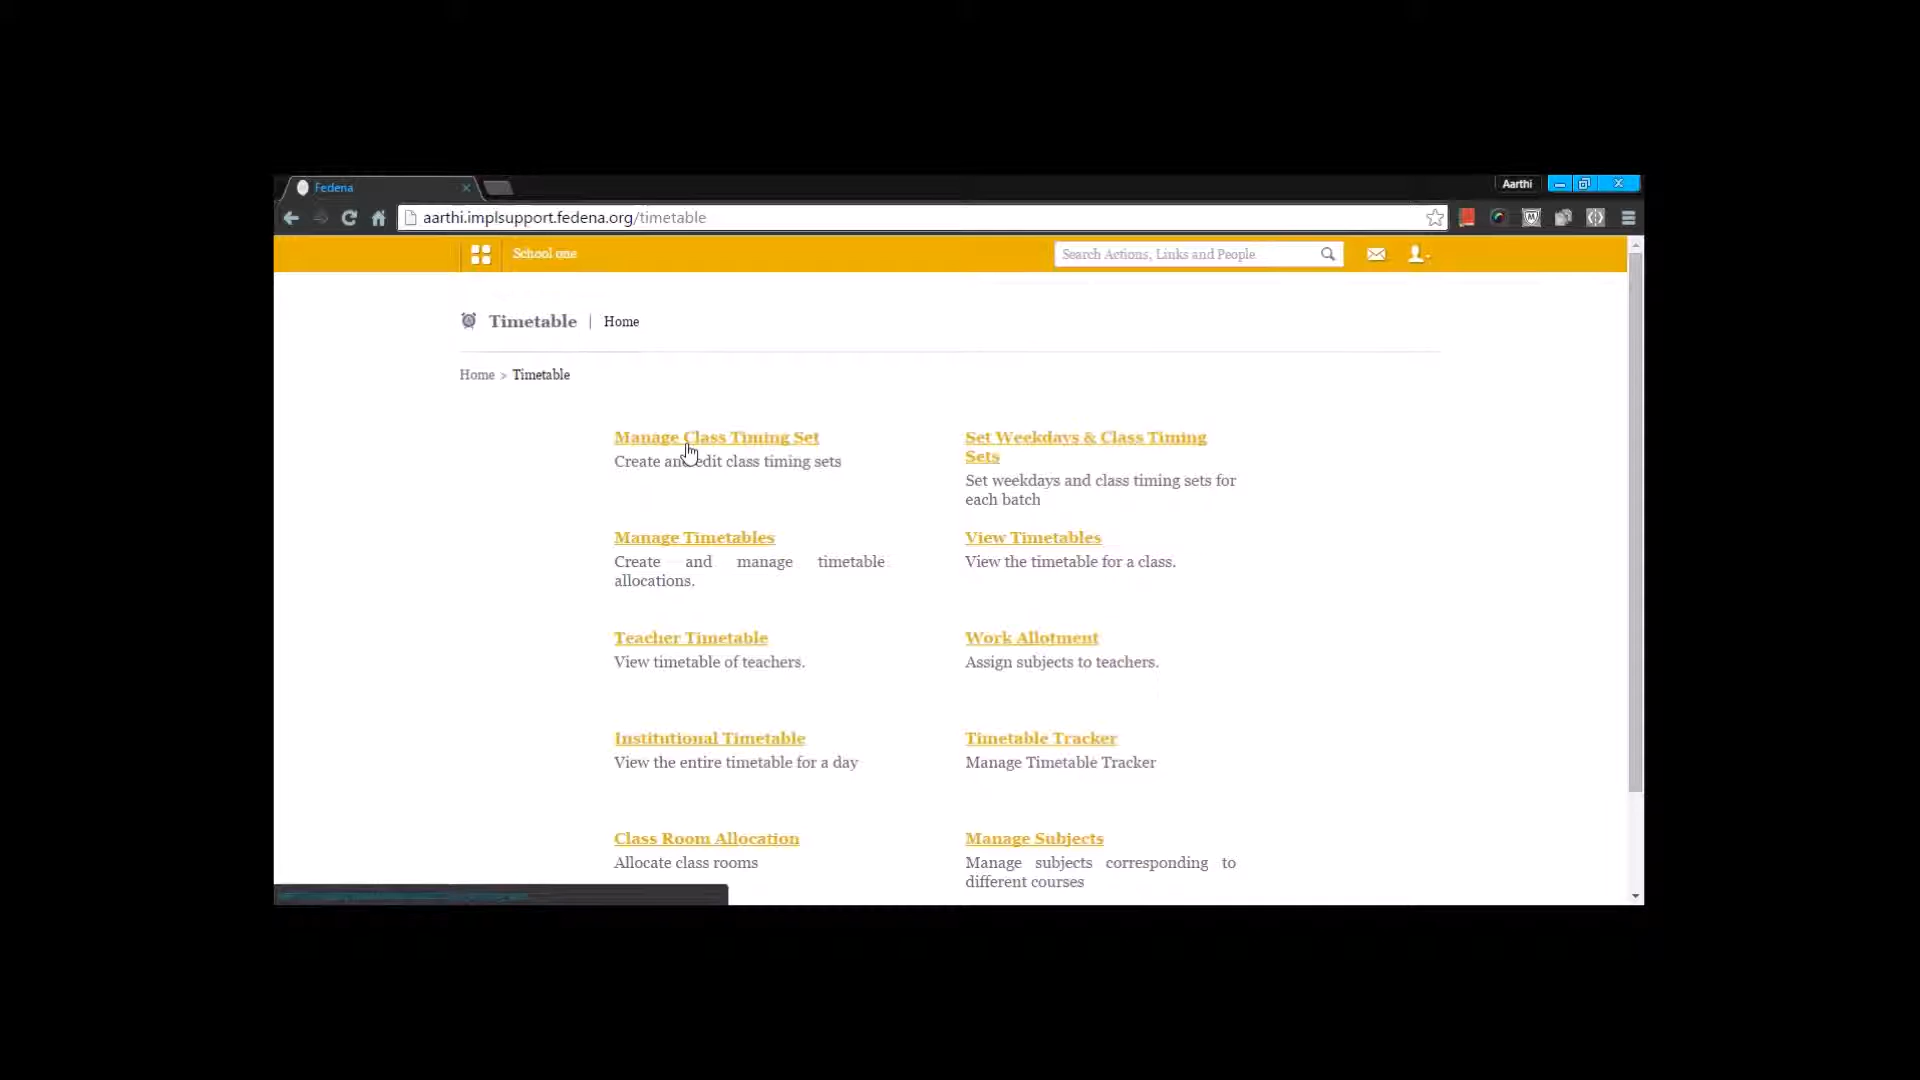 Fedena
Aarthi
aarthi.implsupport.fedena.org/timetable
School one
Search Actions, Links and People
Timetable | Home
Home > Timetable
Manage Class Timing Set
Create and edit class timing sets
Set Weekdays & Class Timing
Sets
Set weekdays and class timing sets for
each batch
Manage Timetables
Create and manage timetable
allocations.
View Timetables
View the timetable for a class.
Teacher Timetable
View timetable of teachers.
Work Allotment
Assign subjects to teachers.
Institutional Timetable
View the entire timetable for a day
Timetable Tracker
Manage Timetable Tracker
Class Room Allocation
Allocate class rooms
Manage Subjects
Manage subjects corresponding to
different courses